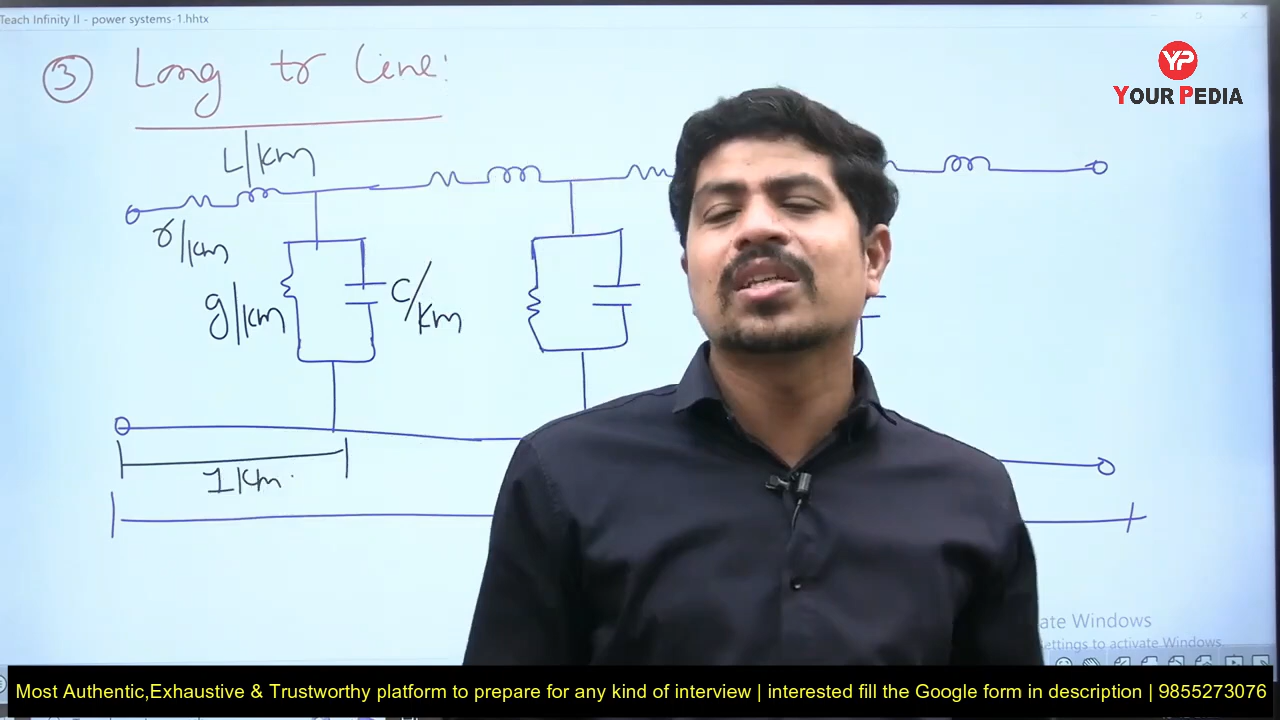 Teach Infinity II - power systems-1.hhtx
③ Long tr line:
YP
YOUR PEDIA
L/km
r/km
g/km
C/km
1 km.
ate Windows
ettings to activate Windows.
Most Authentic,Exhaustive & Trustworthy platform to prepare for any kind of interview | interested fill the Google form in description | 9855273076